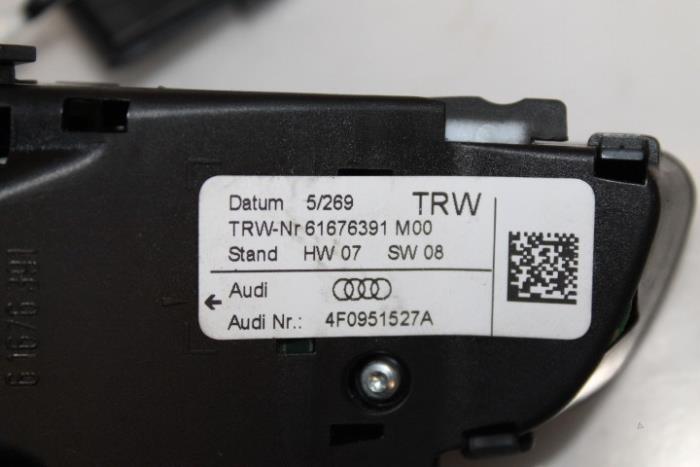 Datum 5/269 TRW
TRW-Nr 61676391 M00
Stand HW 07 SW 08
Audi
Audi Nr.: 4F0951527A